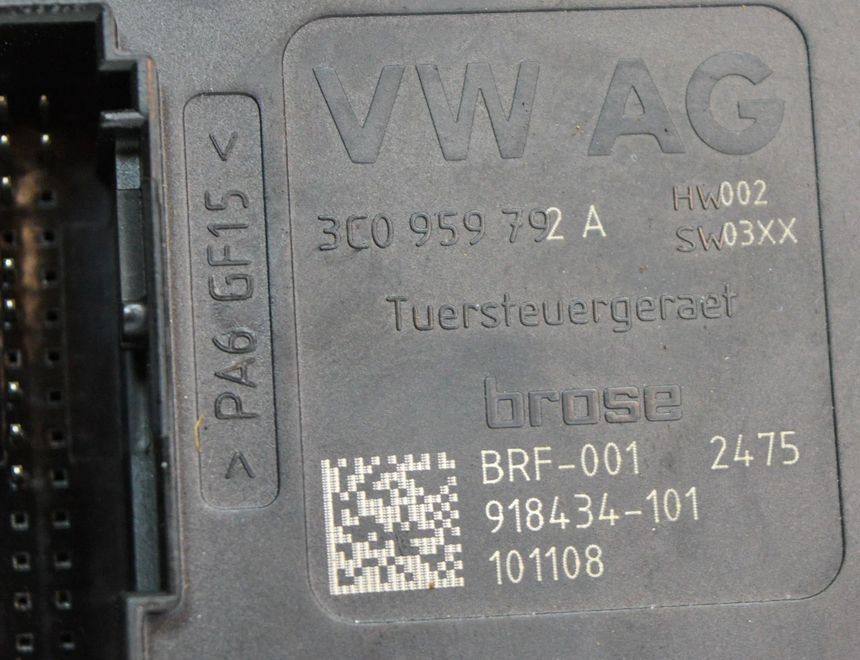 VW AG
3C0 959 792 A
HW002
SW03XX
Tuersteuergeraet
brose
BRF-001 2475
918434-101
101108
> PA6 GF15 <